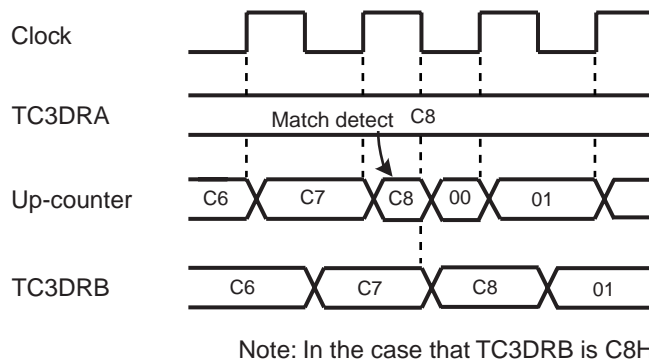 Clock
TC3DRA
Match detect C8
Up-counter C6 C7 C8 00 01
TC3DRB C6 C7 C8 01
Note: In the case that TC3DRB is C8H